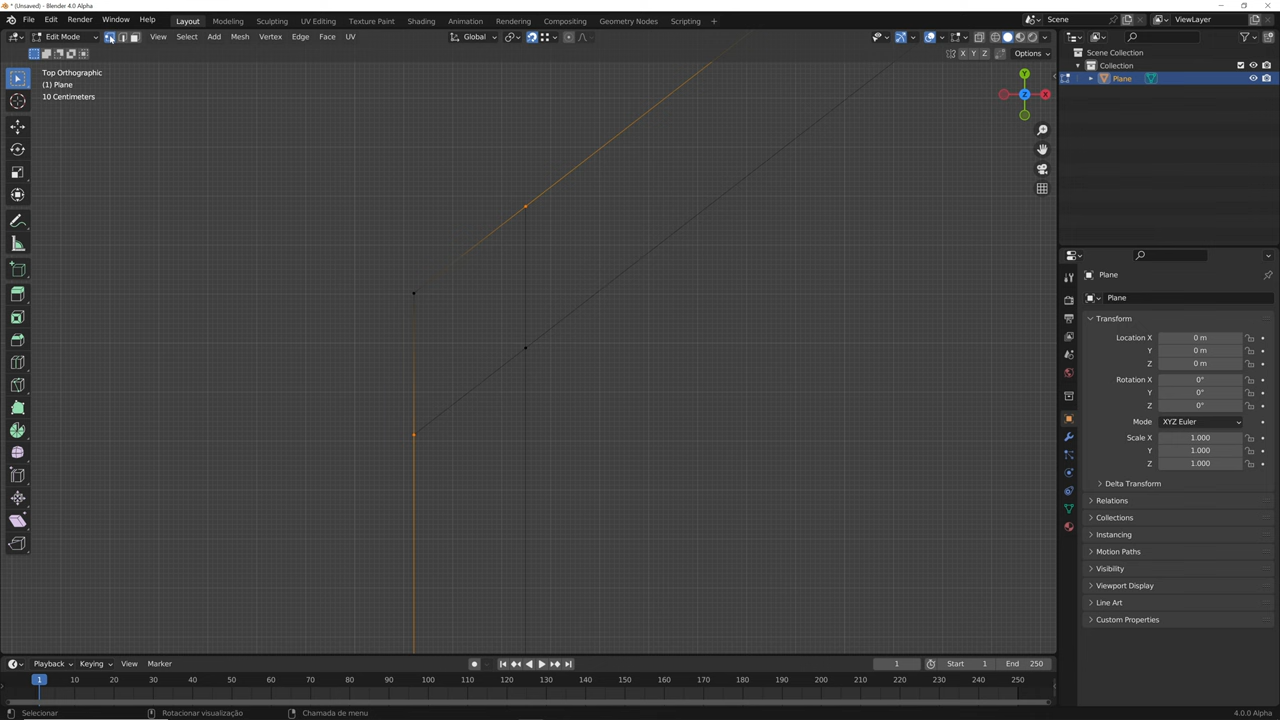 * (Unsaved) - Blender 4.0 Alpha
File Edit Render Window Help
Layout Modeling Sculpting UV Editing Texture Paint Shading Animation Rendering Compositing Geometry Nodes Scripting
Scene
ViewLayer
Edit Mode
View Select Add Mesh Vertex Edge Face UV
Global
X Y Z
Options
Top Orthographic
(1) Plane
10 Centimeters
Y
Z
X
Scene Collection
Collection
Plane
Plane
Plane
Transform
Location X 0 m
Y 0 m
Z 0 m
Rotation X 0°
Y 0°
Z 0°
Mode XYZ Euler
Scale X 1.000
Y 1.000
Z 1.000
Delta Transform
Relations
Collections
Instancing
Motion Paths
Visibility
Viewport Display
Line Art
Custom Properties
Playback Keying View Marker
1
Start 1
End 250
1 10 20 30 40 50 60 70 80 90 100 110 120 130 140 150 160 170 180 190 200 210 220 230 240 250
Selecionar
Rotacionar visualização
Chamada de menu
4.0.0 Alpha